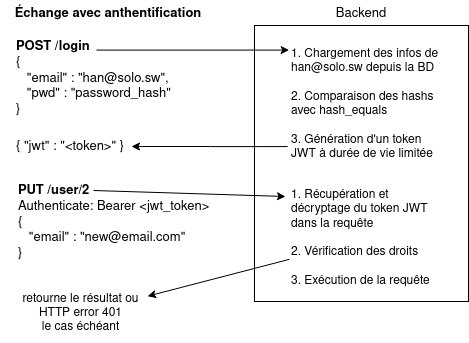 Échange avec anthentification
Backend
POST /login
{
"email" : "han@solo.sw",
"pwd" : "password_hash"
}
1. Chargement des infos de
han@solo.sw depuis la BD
2. Comparaison des hashs
avec hash_equals
3. Génération d'un token
JWT à durée de vie limitée
{ "jwt" : "<token>" }
PUT /user/2
Authenticate: Bearer <jwt_token>
{
"email" : "new@email.com"
}
1. Récupération et
décryptage du token JWT
dans la requête
2. Vérification des droits
3. Exécution de la requête
retourne le résultat ou
HTTP error 401
le cas échéant